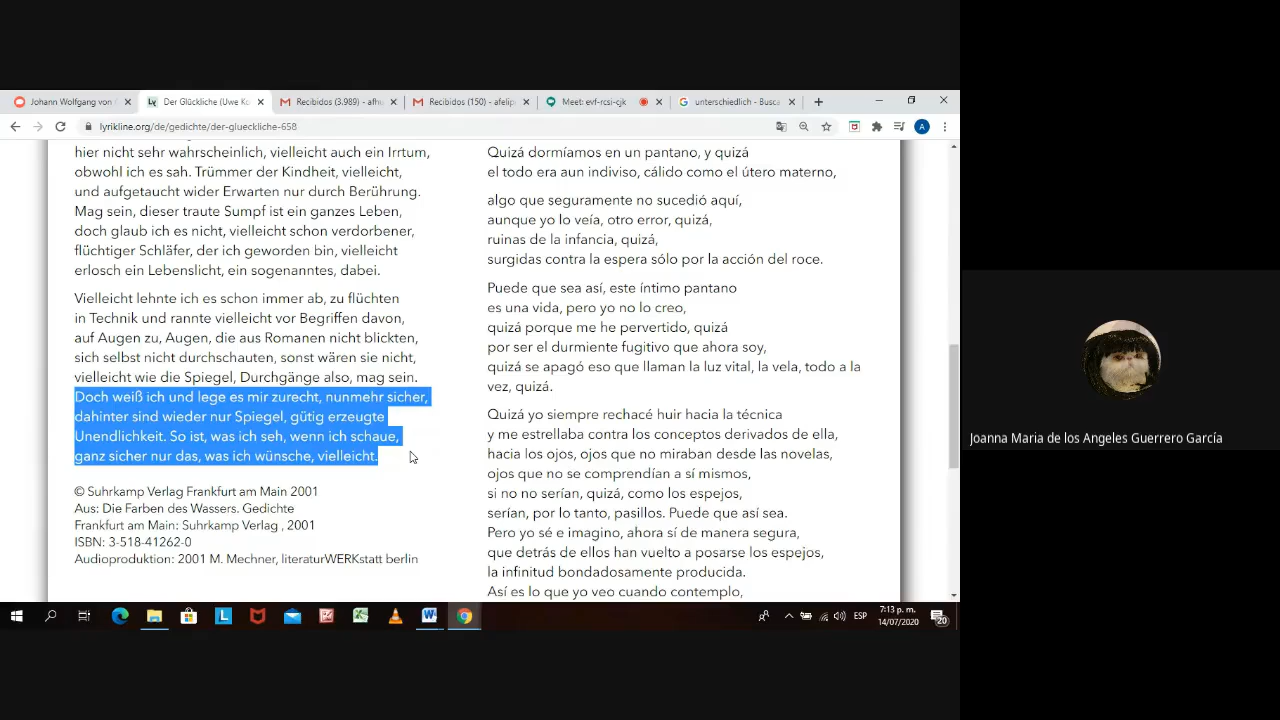 Johann Wolfgang von
Der Glückliche (Uwe Ko
Recibidos (3.989) - afhu
Recibidos (150) - afelip
Meet: evf-rcsi-cjk
unterschiedlich - Busca
lyrikline.org/de/gedichte/der-glueckliche-658
A
hier nicht sehr wahrscheinlich, vielleicht auch ein Irrtum,
obwohl ich es sah. Trümmer der Kindheit, vielleicht,
und aufgetaucht wider Erwarten nur durch Berührung.
Mag sein, dieser traute Sumpf ist ein ganzes Leben,
doch glaub ich es nicht, vielleicht schon verdorbener,
flüchtiger Schläfer, der ich geworden bin, vielleicht
erlosch ein Lebenslicht, ein sogenanntes, dabei.
Vielleicht lehnte ich es schon immer ab, zu flüchten
in Technik und rannte vielleicht vor Begriffen davon,
auf Augen zu, Augen, die aus Romanen nicht blickten,
sich selbst nicht durchschauten, sonst wären sie nicht,
vielleicht wie die Spiegel, Durchgänge also, mag sein.
Doch weiß ich und lege es mir zurecht, nunmehr sicher,
dahinter sind wieder nur Spiegel, gütig erzeugte
Unendlichkeit. So ist, was ich seh, wenn ich schaue,
ganz sicher nur das, was ich wünsche, vielleicht.
© Suhrkamp Verlag Frankfurt am Main 2001
Aus: Die Farben des Wassers. Gedichte
Frankfurt am Main: Suhrkamp Verlag , 2001
ISBN: 3-518-41262-0
Audioproduktion: 2001 M. Mechner, literaturWERKstatt berlin
Quizá dormíamos en un pantano, y quizá
el todo era aun indiviso, cálido como el útero materno,
algo que seguramente no sucedió aquí,
aunque yo lo veía, otro error, quizá,
ruinas de la infancia, quizá,
surgidas contra la espera sólo por la acción del roce.
Puede que sea así, este íntimo pantano
es una vida, pero yo no lo creo,
quizá porque me he pervertido, quizá
por ser el durmiente fugitivo que ahora soy,
quizá se apagó eso que llaman la luz vital, la vela, todo a la
vez, quizá.
Quizá yo siempre rechacé huir hacia la técnica
y me estrellaba contra los conceptos derivados de ella,
hacia los ojos, ojos que no miraban desde las novelas,
ojos que no se comprendían a sí mismos,
si no no serían, quizá, como los espejos,
serían, por lo tanto, pasillos. Puede que así sea.
Pero yo sé e imagino, ahora sí de manera segura,
que detrás de ellos han vuelto a posarse los espejos,
la infinitud bondadosamente producida.
Así es lo que yo veo cuando contemplo,
Joanna Maria de los Angeles Guerrero García
ESP
7:13 p. m.
14/07/2020
20